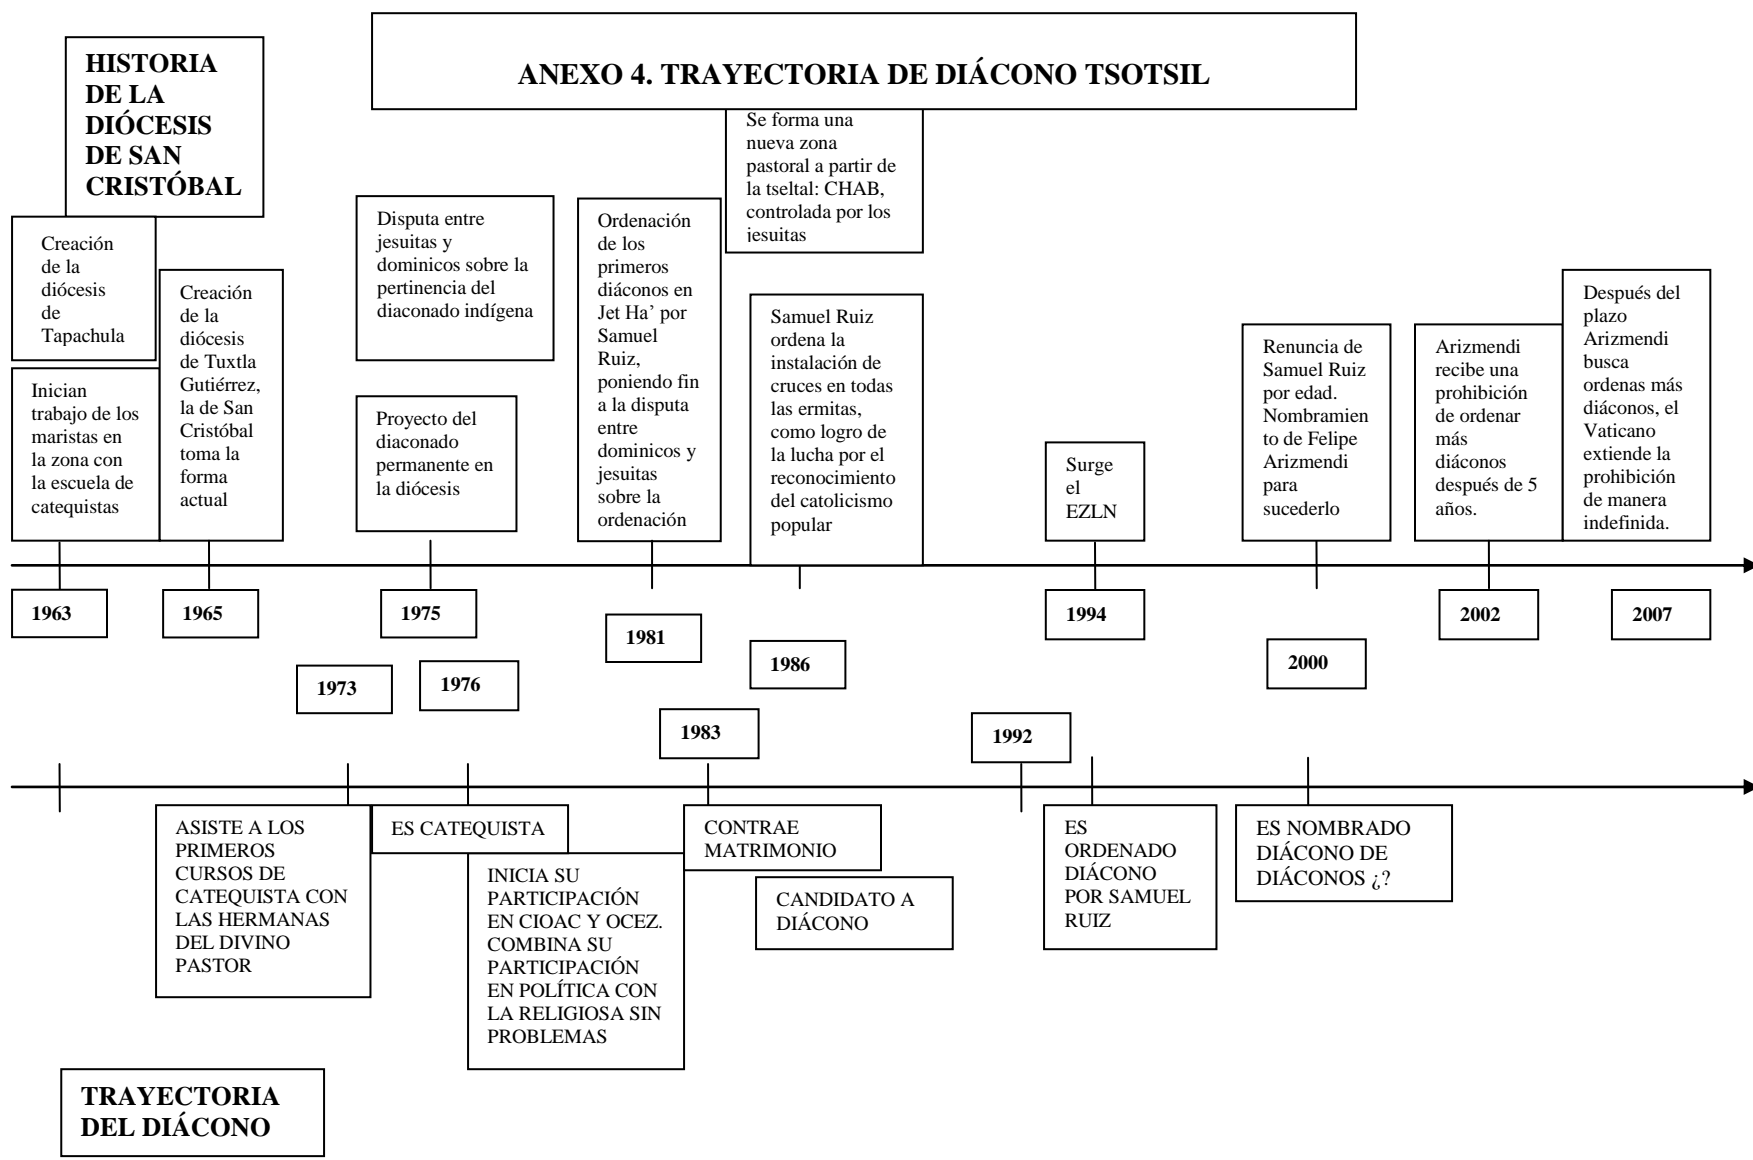 ANEXO 4. TRAYECTORIA DE DIÁCONO TSOTSIL
HISTORIA
DE LA
DIÓCESIS
DE SAN
CRISTÓBAL
Creación
de la
diócesis
de
Tapachula
Inician
trabajo de los
maristas en
la zona con
la escuela de
catequistas
Creación
de la
diócesis
de Tuxtla
Gutiérrez,
la de San
Cristóbal
toma la
forma
actual
Disputa entre
jesuitas y
dominicos sobre la
pertinencia del
diaconado indígena
Proyecto del
diaconado
permanente en
la diócesis
Ordenación
de los
primeros
diáconos en
Jet Ha’ por
Samuel
Ruiz,
poniendo fin
a la disputa
entre
dominicos y
jesuitas
sobre la
ordenación
Se forma una
nueva zona
pastoral a partir de
la tseltal: CHAB,
controlada por los
jesuitas
Samuel Ruiz
ordena la
instalación de
cruces en todas
las ermitas,
como logro de
la lucha por el
reconocimiento
del catolicismo
popular
Surge
el
EZLN
Renuncia de
Samuel Ruiz
por edad.
Nombramien
to de Felipe
Arizmendi
para
sucederlo
Arizmendi
recibe una
prohibición
de ordenar
más
diáconos
después de 5
años.
Después del
plazo
Arizmendi
busca
ordenas más
diáconos, el
Vaticano
extiende la
prohibición
de manera
indefinida.
1963
1965
1975
1981
1986
1994
2000
2002
2007
1973
1976
1983
1992
ASISTE A LOS
PRIMEROS
CURSOS DE
CATEQUISTA CON
LAS HERMANAS
DEL DIVINO
PASTOR
ES CATEQUISTA
INICIA SU
PARTICIPACIÓN
EN CIOAC Y OCEZ.
COMBINA SU
PARTICIPACIÓN
EN POLÍTICA CON
LA RELIGIOSA SIN
PROBLEMAS
CONTRAE
MATRIMONIO
CANDIDATO A
DIÁCONO
ES
ORDENADO
DIÁCONO
POR SAMUEL
RUIZ
ES NOMBRADO
DIÁCONO DE
DIÁCONOS ¿?
TRAYECTORIA
DEL DIÁCONO